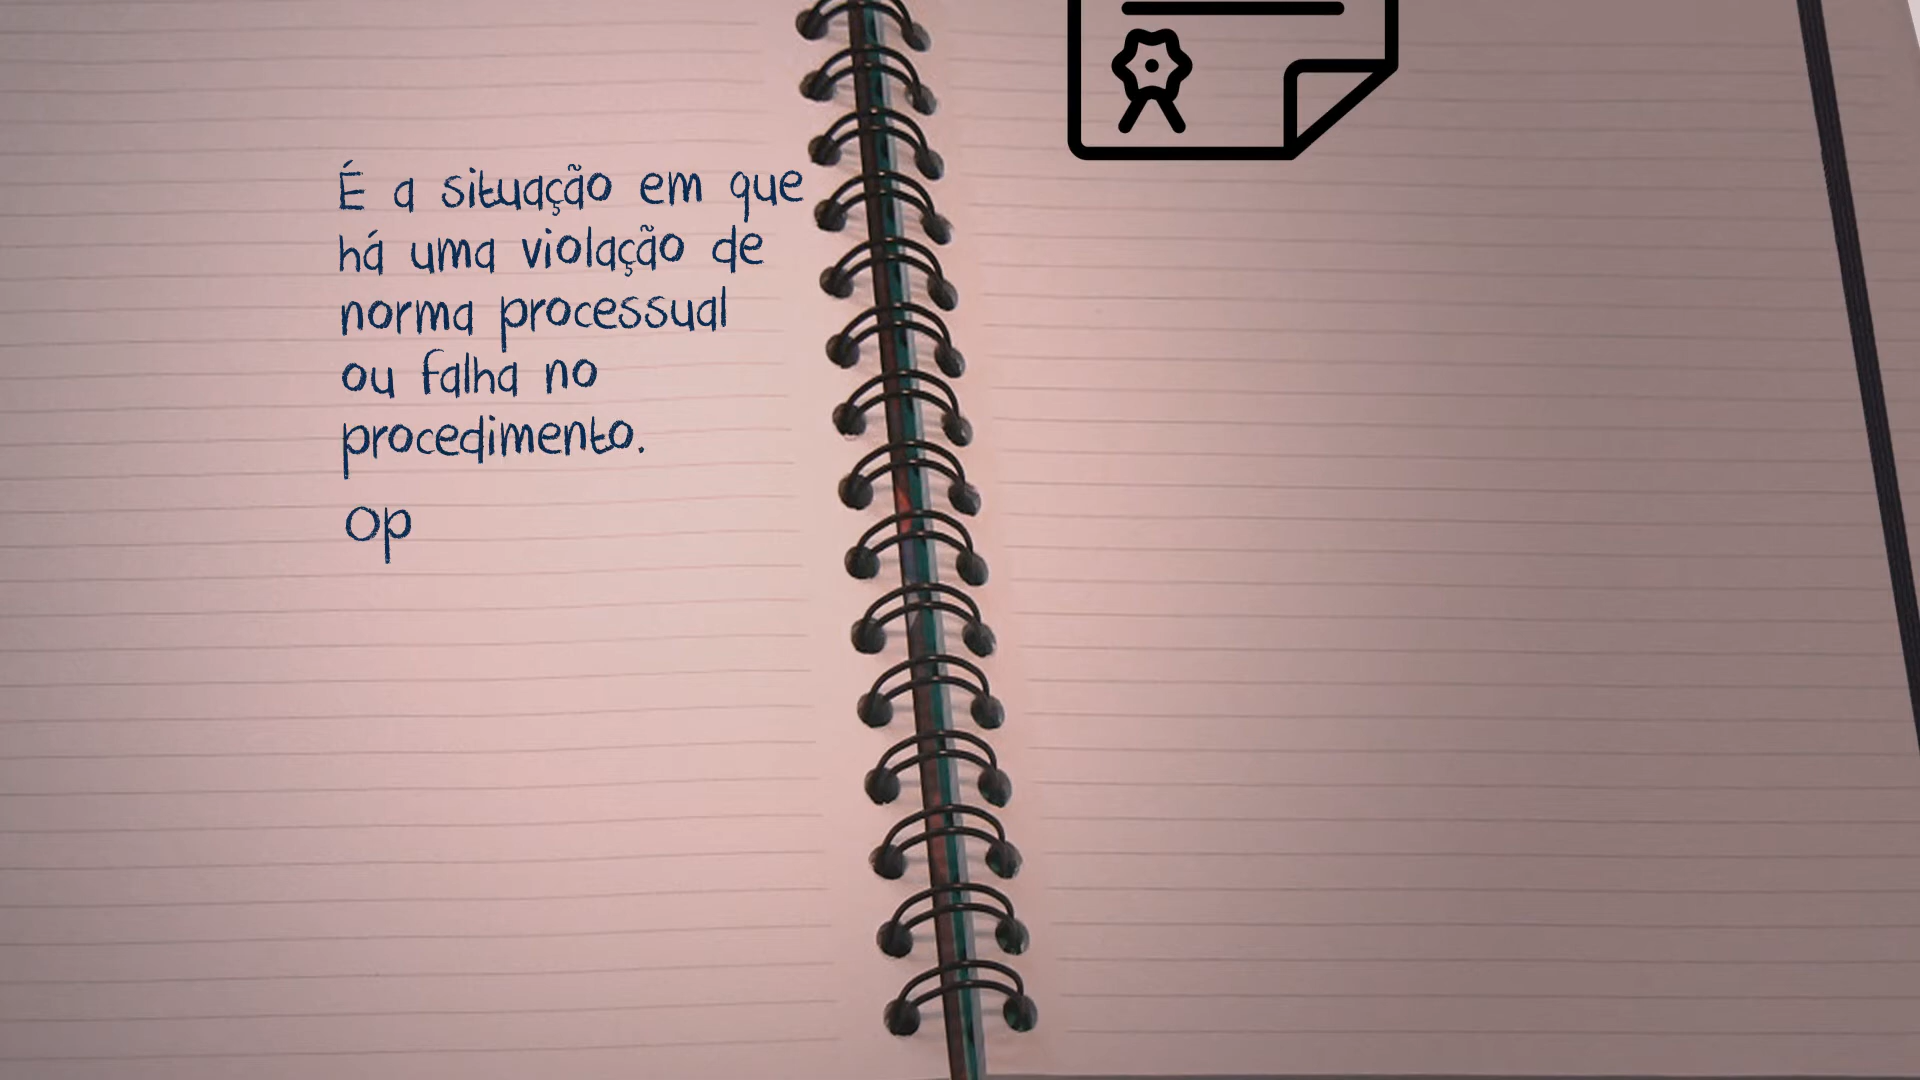 É a situação em que
há uma violação de
norma processual
ou falha no
procedimento.
Op